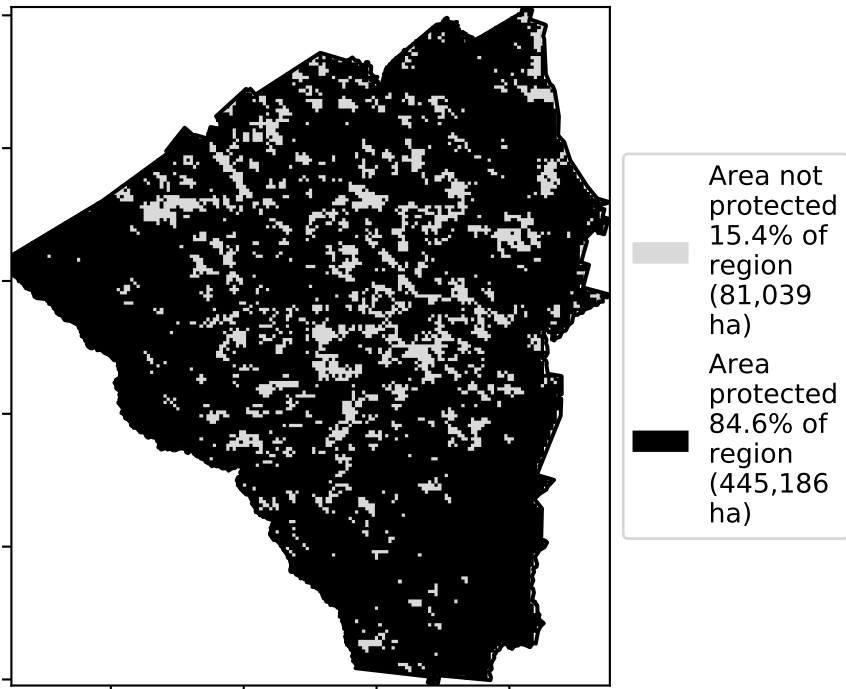 Area not
protected
15.4% of
region
(81,039
ha)
Area
protected
84.6% of
region
(445,186
ha)